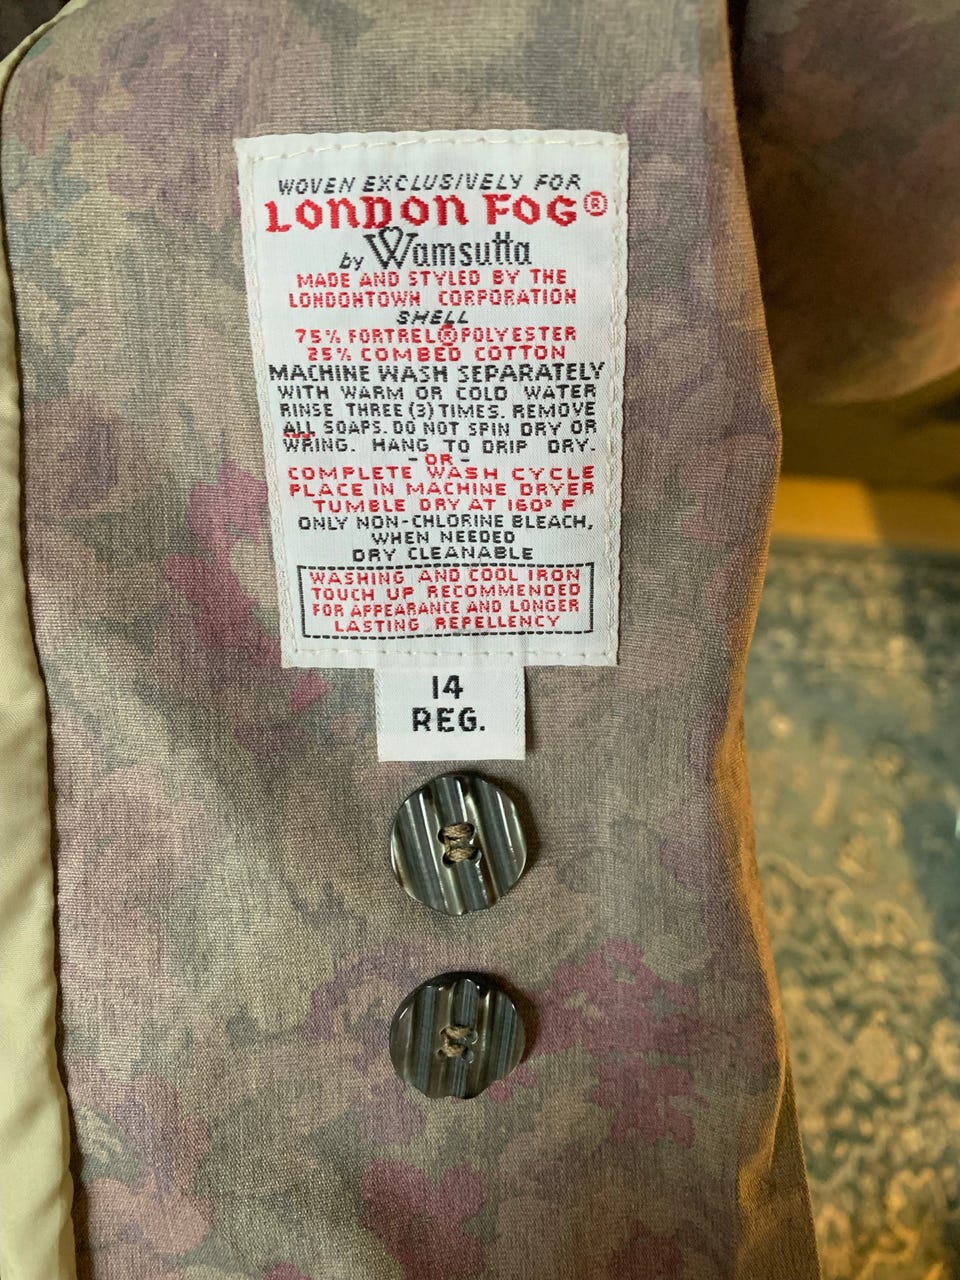 WOVEN EXCLUSIVELY FOR
LONDON FOG®
by Wamsutta
MADE AND STYLED BY THE
LONDONTOWN CORPORATION
SHELL
75% FORTREL® POLYESTER
25% COMBED COTTON
MACHINE WASH SEPARATELY
WITH WARM OR COLD WATER
RINSE THREE (3) TIMES. REMOVE
ALL SOAPS. DO NOT SPIN DRY OR
WRING. HANG TO DRIP DRY.
- OR -
COMPLETE WASH CYCLE
PLACE IN MACHINE DRYER
TUMBLE DRY AT 160° F
ONLY NON-CHLORINE BLEACH,
WHEN NEEDED
DRY CLEANABLE
WASHING AND COOL IRON
TOUCH UP RECOMMENDED
FOR APPEARANCE AND LONGER
LASTING REPELLENCY
14
REG.